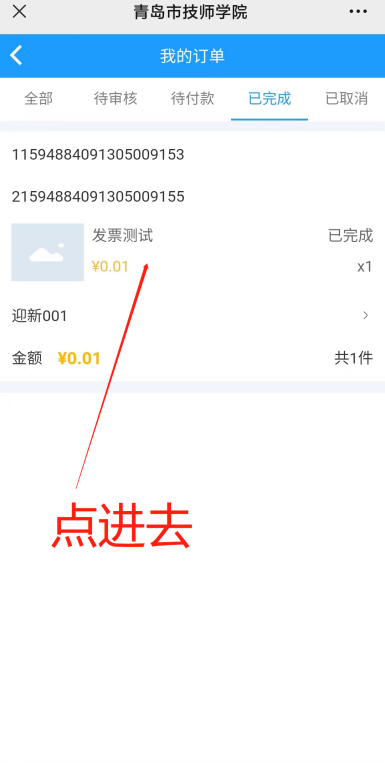 青岛市技师学院
我的订单
全部 待审核 待付款 已完成 已取消
11594884091305009153
21594884091305009155
发票测试 已完成
¥0.01 x1
迎新001
金额 ¥0.01 共1件
点进去